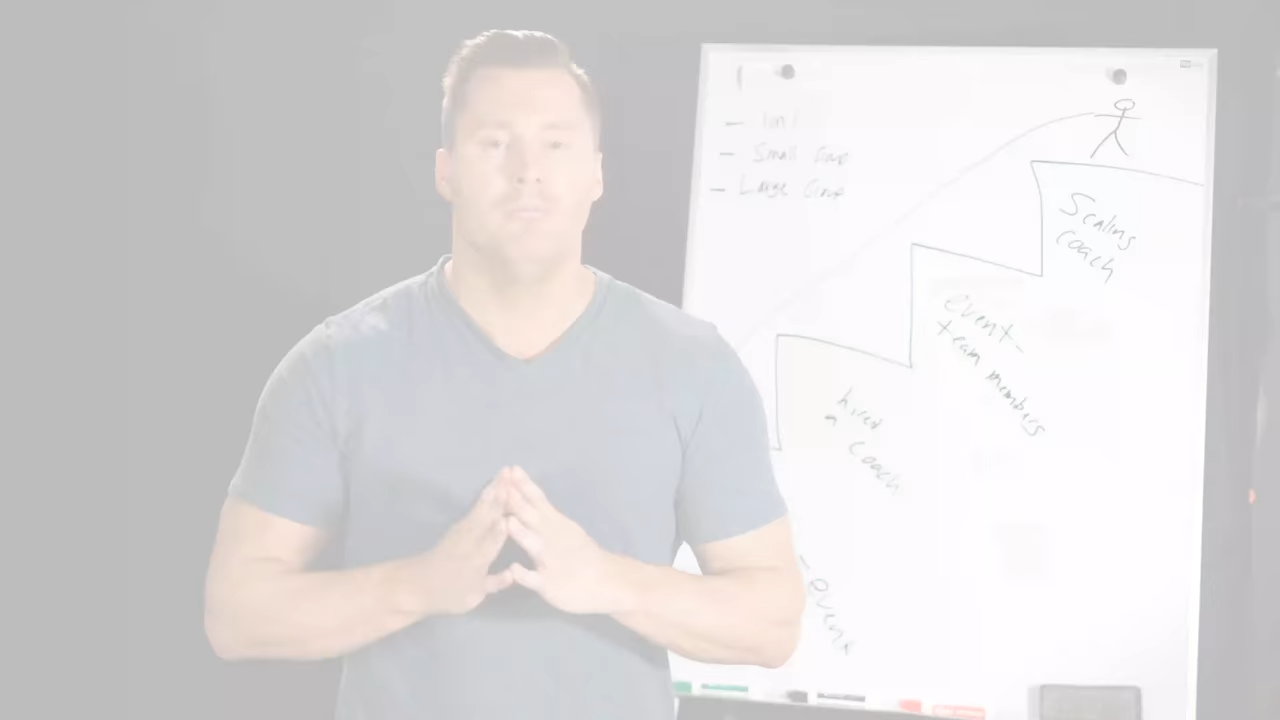 - 1on1
- Small Group
- Large Group
Scaling
coach
event-
team members
hired
a coach
- event